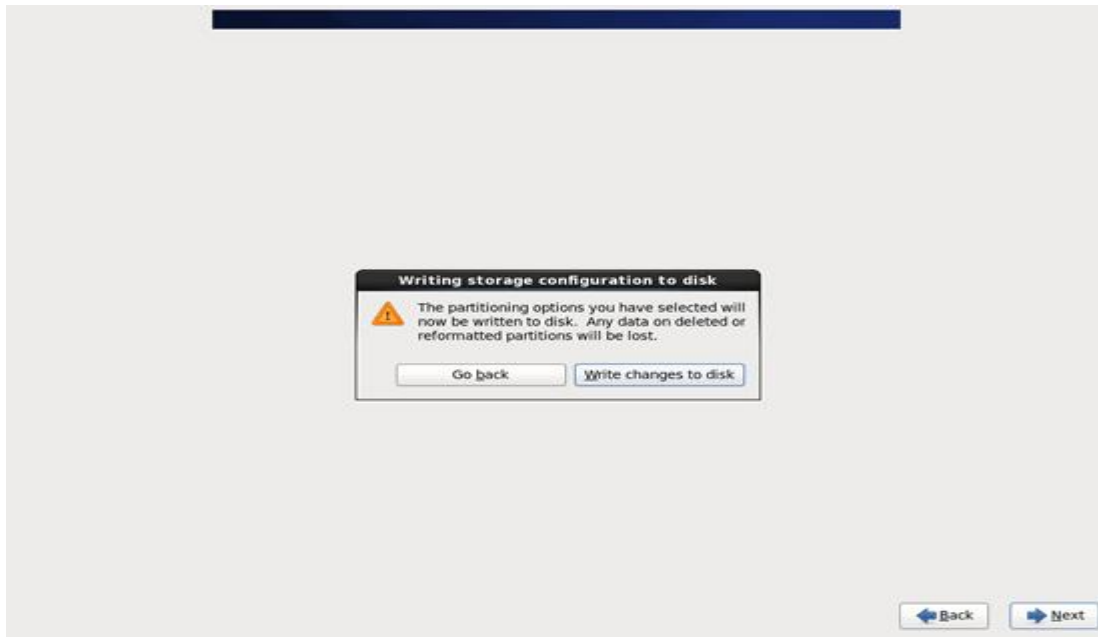 Writing storage configuration to disk
The partitioning options you have selected will
now be written to disk.  Any data on deleted or
reformatted partitions will be lost.
Go back
Write changes to disk
Back
Next